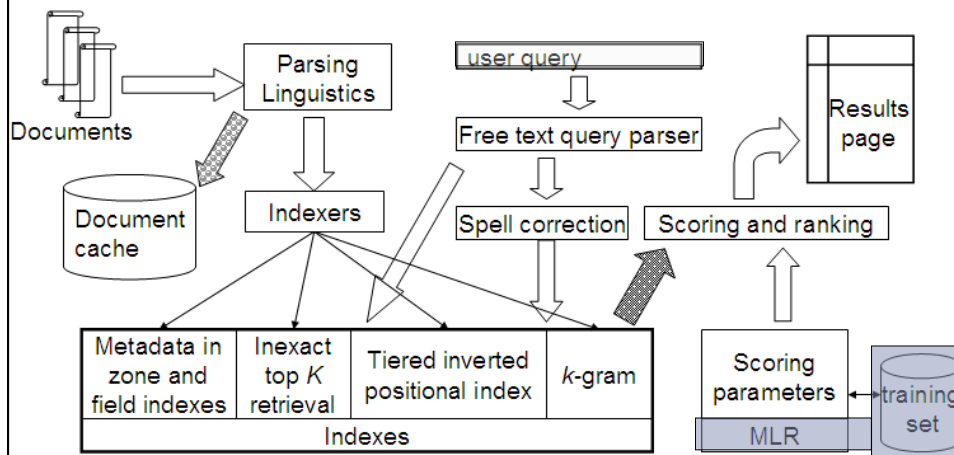 Documents
Parsing
Linguistics
user query
Results
page
Free text query parser
Document
cache
Indexers
Spell correction
Scoring and ranking
Metadata in
zone and
field indexes
Inexact
top K
retrieval
Tiered inverted
positional index
k-gram
Indexes
Scoring
parameters
MLR
training
set